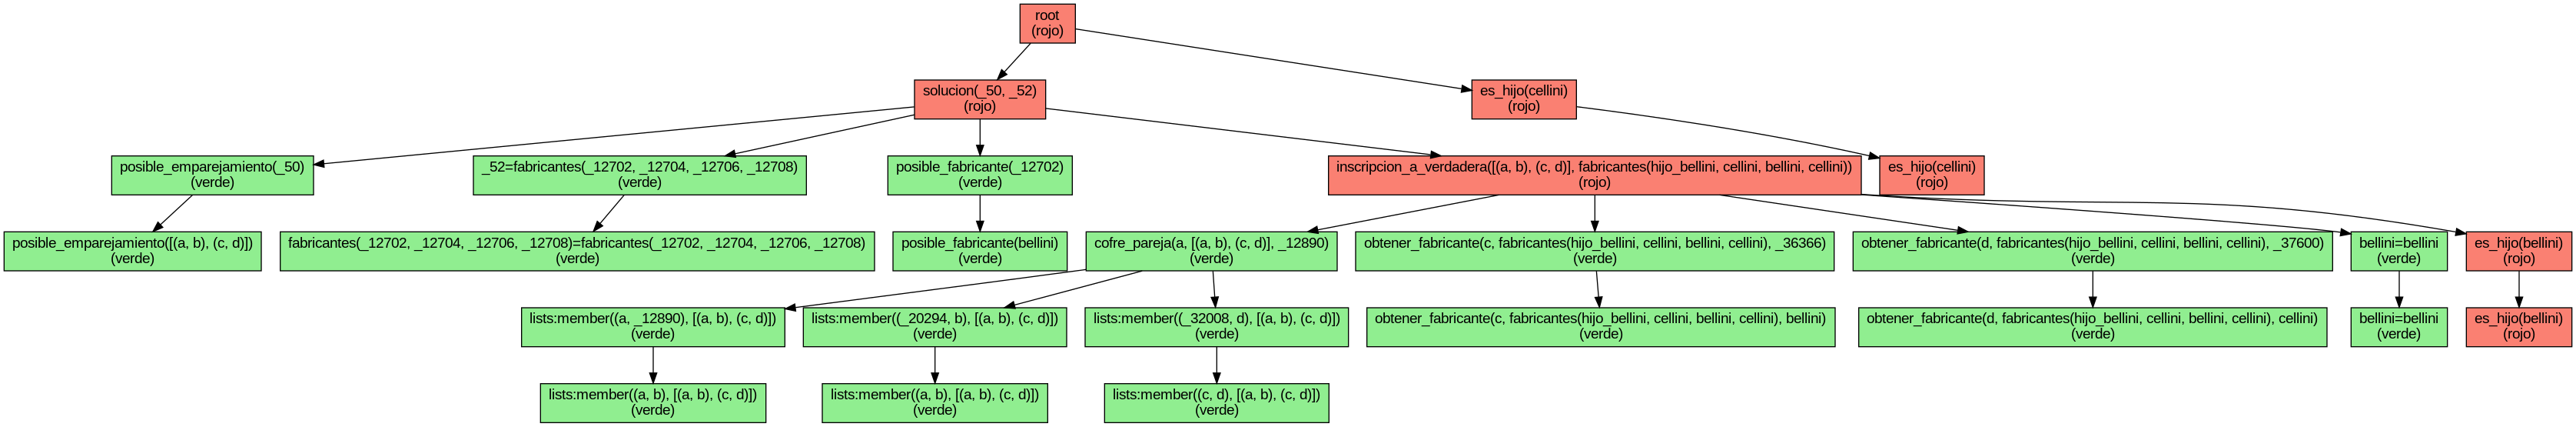 root
(rojo)
solucion(_50, _52)
(rojo)
es_hijo(cellini)
(rojo)
posible_emparejamiento(_50)
(verde)
_52=fabricantes(_12702, _12704, _12706, _12708)
(verde)
posible_fabricante(_12702)
(verde)
inscripcion_a_verdadera([(a, b), (c, d)], fabricantes(hijo_bellini, cellini, bellini, cellini))
(rojo)
es_hijo(cellini)
(rojo)
posible_emparejamiento([(a, b), (c, d)])
(verde)
fabricantes(_12702, _12704, _12706, _12708)=fabricantes(_12702, _12704, _12706, _12708)
(verde)
posible_fabricante(bellini)
(verde)
cofre_pareja(a, [(a, b), (c, d)], _12890)
(verde)
obtener_fabricante(c, fabricantes(hijo_bellini, cellini, bellini, cellini), _36366)
(verde)
obtener_fabricante(d, fabricantes(hijo_bellini, cellini, bellini, cellini), _37600)
(verde)
bellini=bellini
(verde)
es_hijo(bellini)
(rojo)
lists:member((a, _12890), [(a, b), (c, d)])
(verde)
lists:member((_20294, b), [(a, b), (c, d)])
(verde)
lists:member((_32008, d), [(a, b), (c, d)])
(verde)
obtener_fabricante(c, fabricantes(hijo_bellini, cellini, bellini, cellini), bellini)
(verde)
obtener_fabricante(d, fabricantes(hijo_bellini, cellini, bellini, cellini), cellini)
(verde)
bellini=bellini
(verde)
es_hijo(bellini)
(rojo)
lists:member((a, b), [(a, b), (c, d)])
(verde)
lists:member((a, b), [(a, b), (c, d)])
(verde)
lists:member((c, d), [(a, b), (c, d)])
(verde)